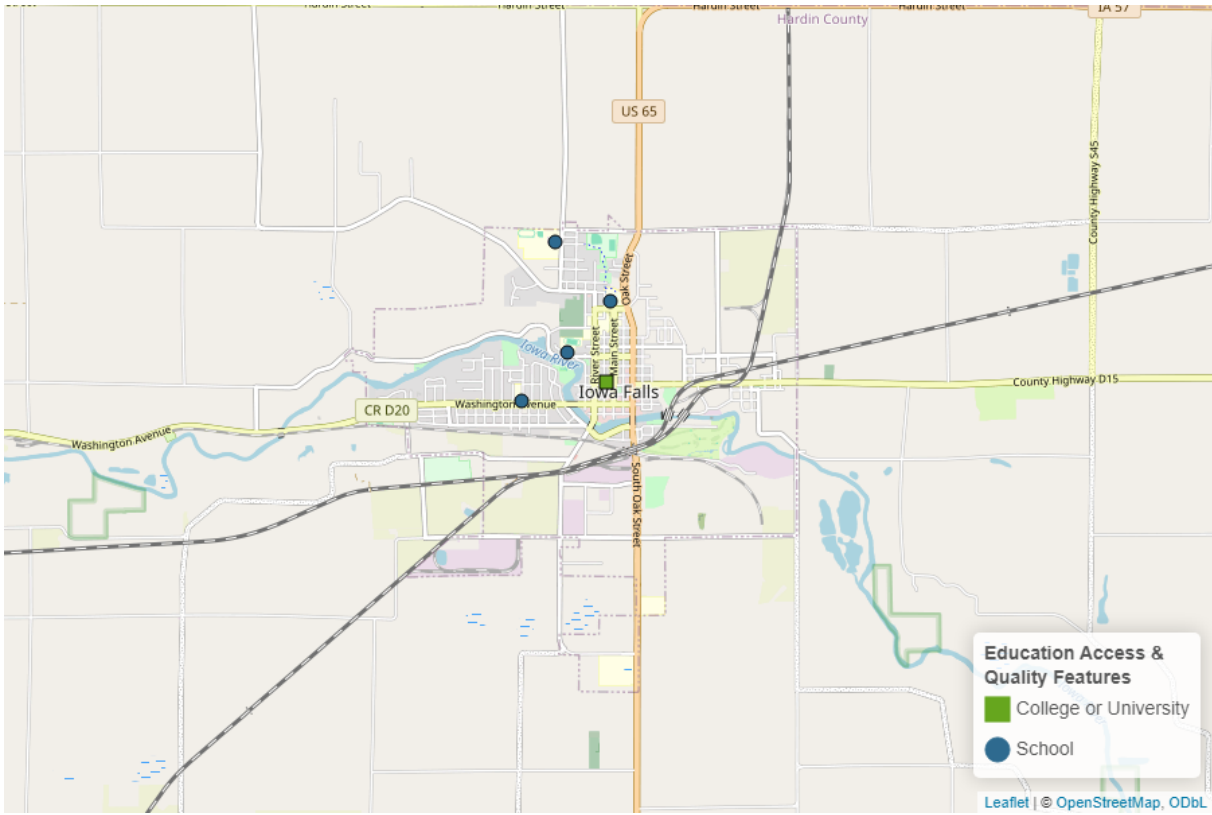 Hardin Street
Hardin Street
Hardin Street
Hardin Street
IA 57
Hardin County
US 65
County Highway S45
Oak Street
River Street
Main Street
Iowa River
Iowa Falls
County Highway D15
Washington Avenue
CR D20
Washington Avenue
South Oak Street
Education Access &
Quality Features
College or University
School
Leaflet | © OpenStreetMap, ODbL